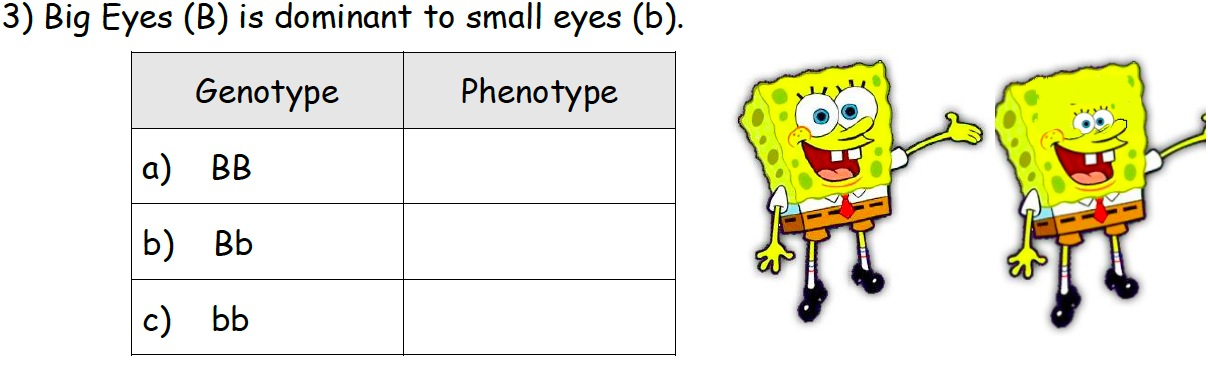 3) Big Eyes (B) is dominant to small eyes (b).
Genotype Phenotype
a) BB
b) Bb
c) bb